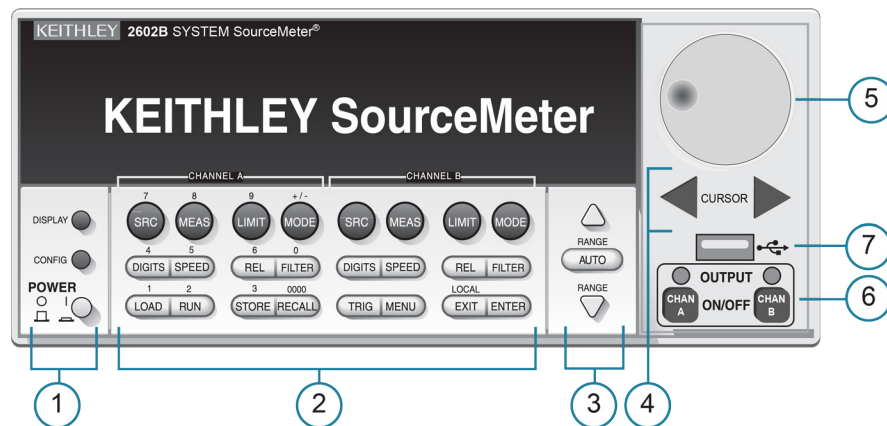 KEITHLEY 2602B SYSTEM SourceMeter®
KEITHLEY SourceMeter
CHANNEL A CHANNEL B
7 8 9 + / -
DISPLAY SRC MEAS LIMIT MODE SRC MEAS LIMIT MODE
CURSOR
4 5 6 0
CONFIG DIGITS SPEED REL FILTER DIGITS SPEED REL FILTER
RANGE
AUTO
POWER
1 2 3 0000 LOCAL
LOAD RUN STORE RECALL TRIG MENU EXIT ENTER
RANGE
OUTPUT
CHAN A ON/OFF CHAN B
1 2 3 4 5 6 7